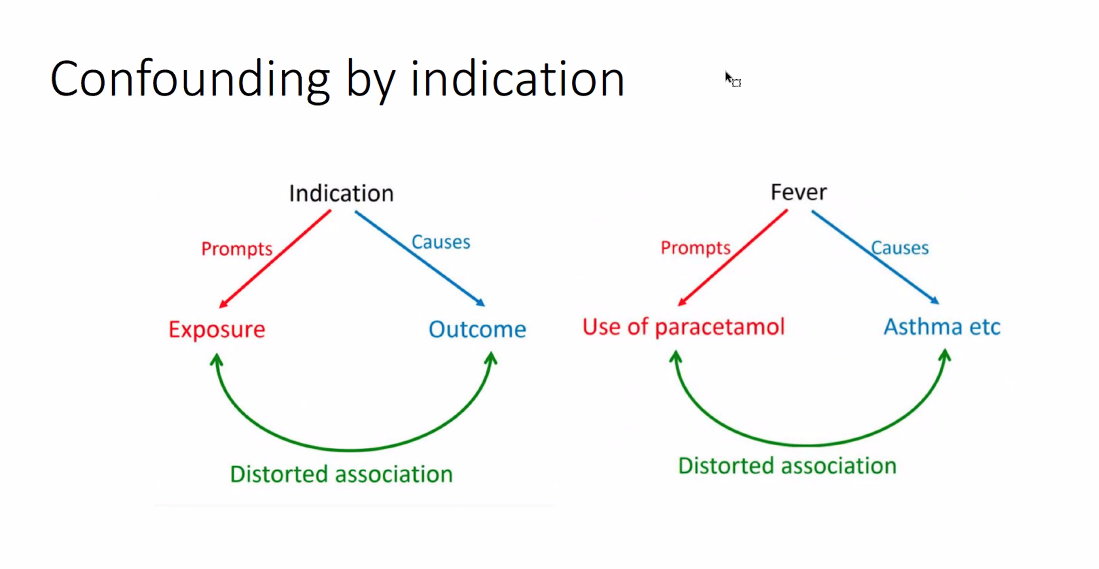 Confounding by indication
Indication
Prompts
Causes
Exposure
Outcome
Distorted association
Fever
Prompts
Causes
Use of paracetamol
Asthma etc
Distorted association